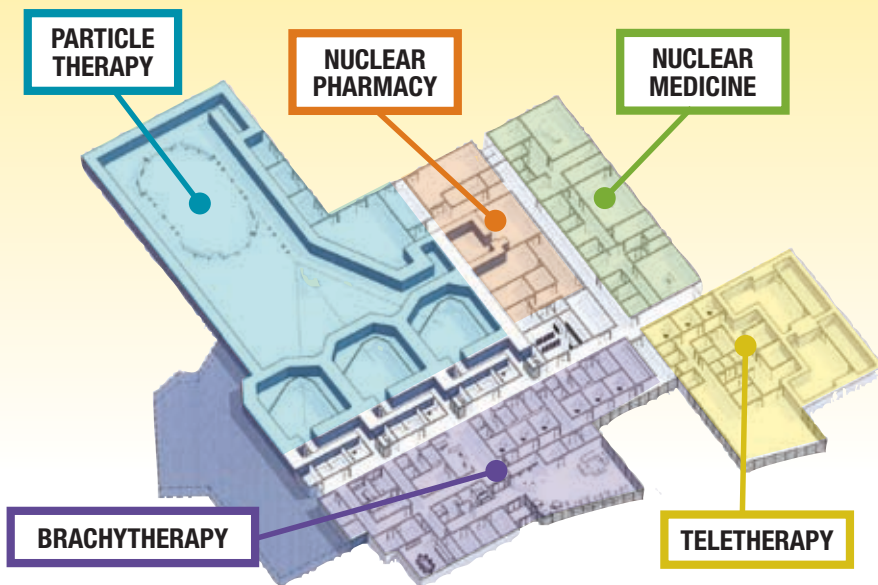 PARTICLE
THERAPY
NUCLEAR
PHARMACY
NUCLEAR
MEDICINE
BRACHYTHERAPY
TELETHERAPY